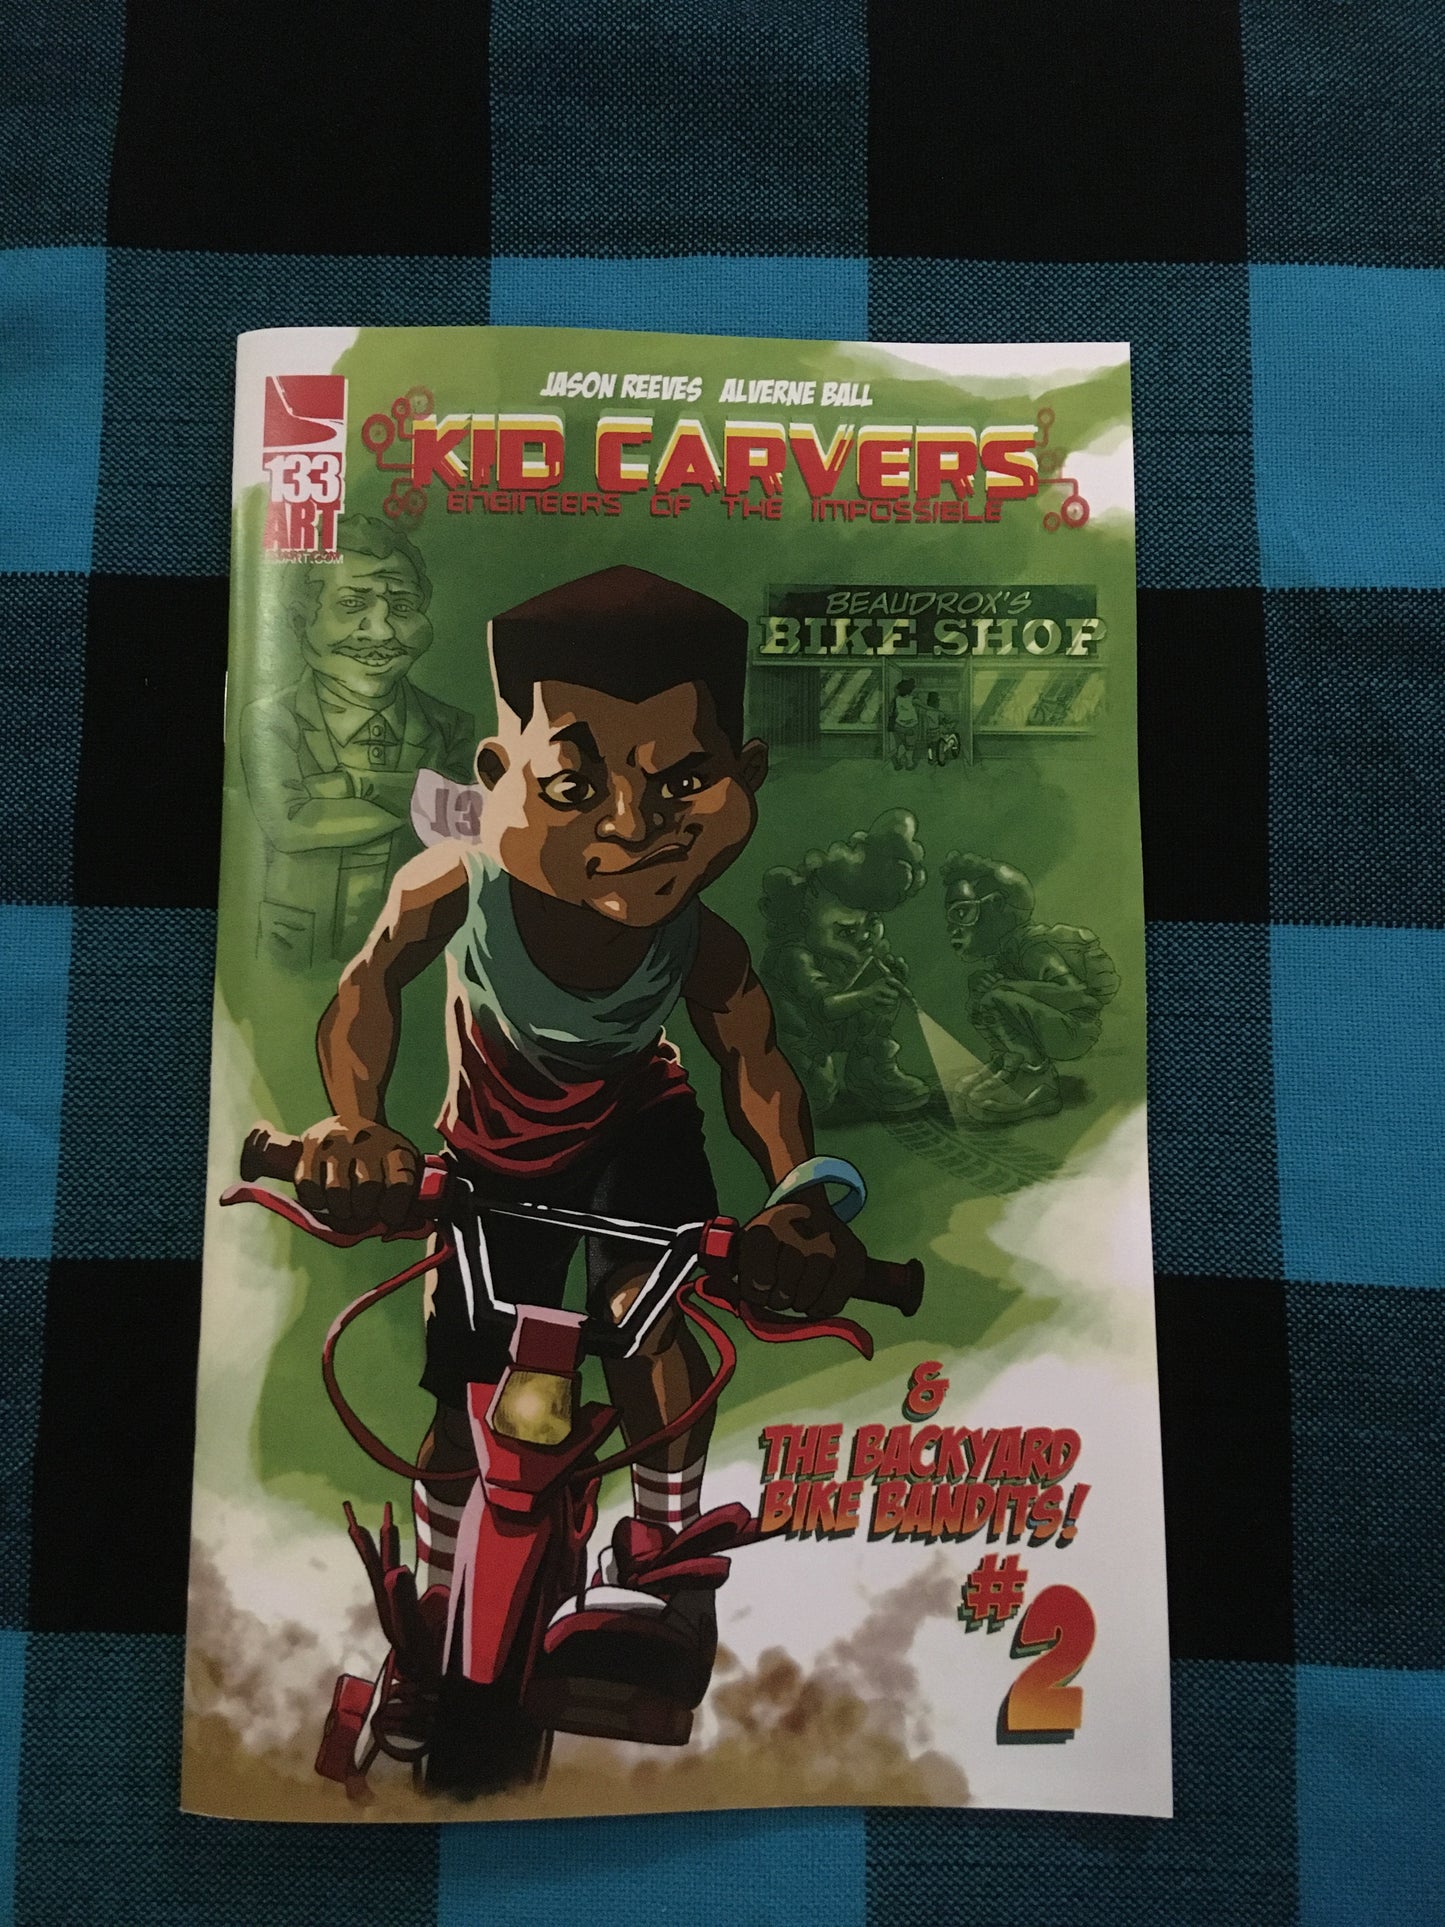 JASON REEVES ALVERNE BALL
KID CARVERS
ENGINEERS OF THE IMPOSSIBLE
133
ART
BEAUDROX'S
BIKE SHOP
13
&
THE BACKYARD
BIKE BANDITS!
#2